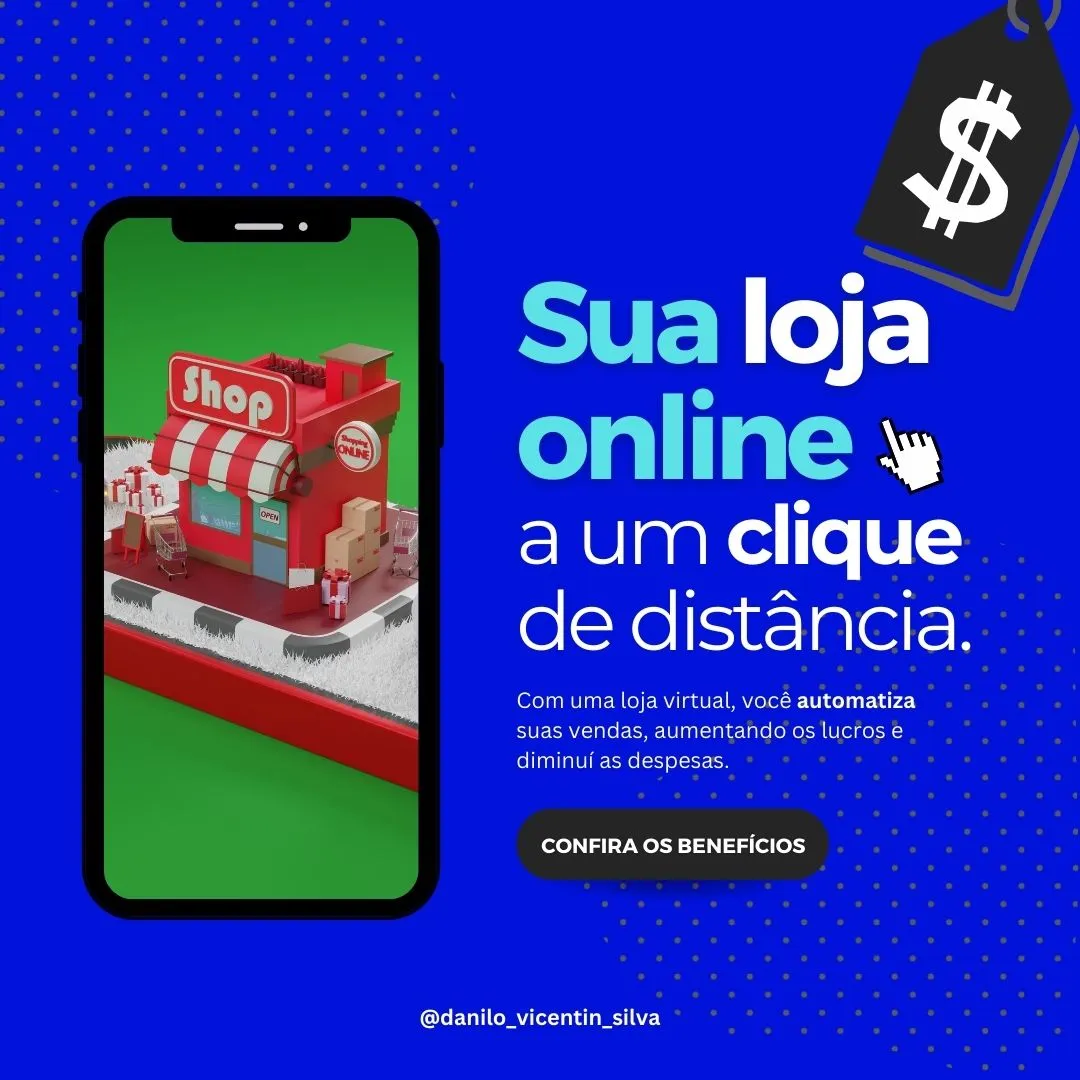 $
Shop
Shopping
ONLINE
OPEN
Sua loja
online
a um clique
de distância.
Com uma loja virtual, você automatiza
suas vendas, aumentando os lucros e
diminuí as despesas.
CONFIRA OS BENEFÍCIOS
@danilo_vicentin_silva